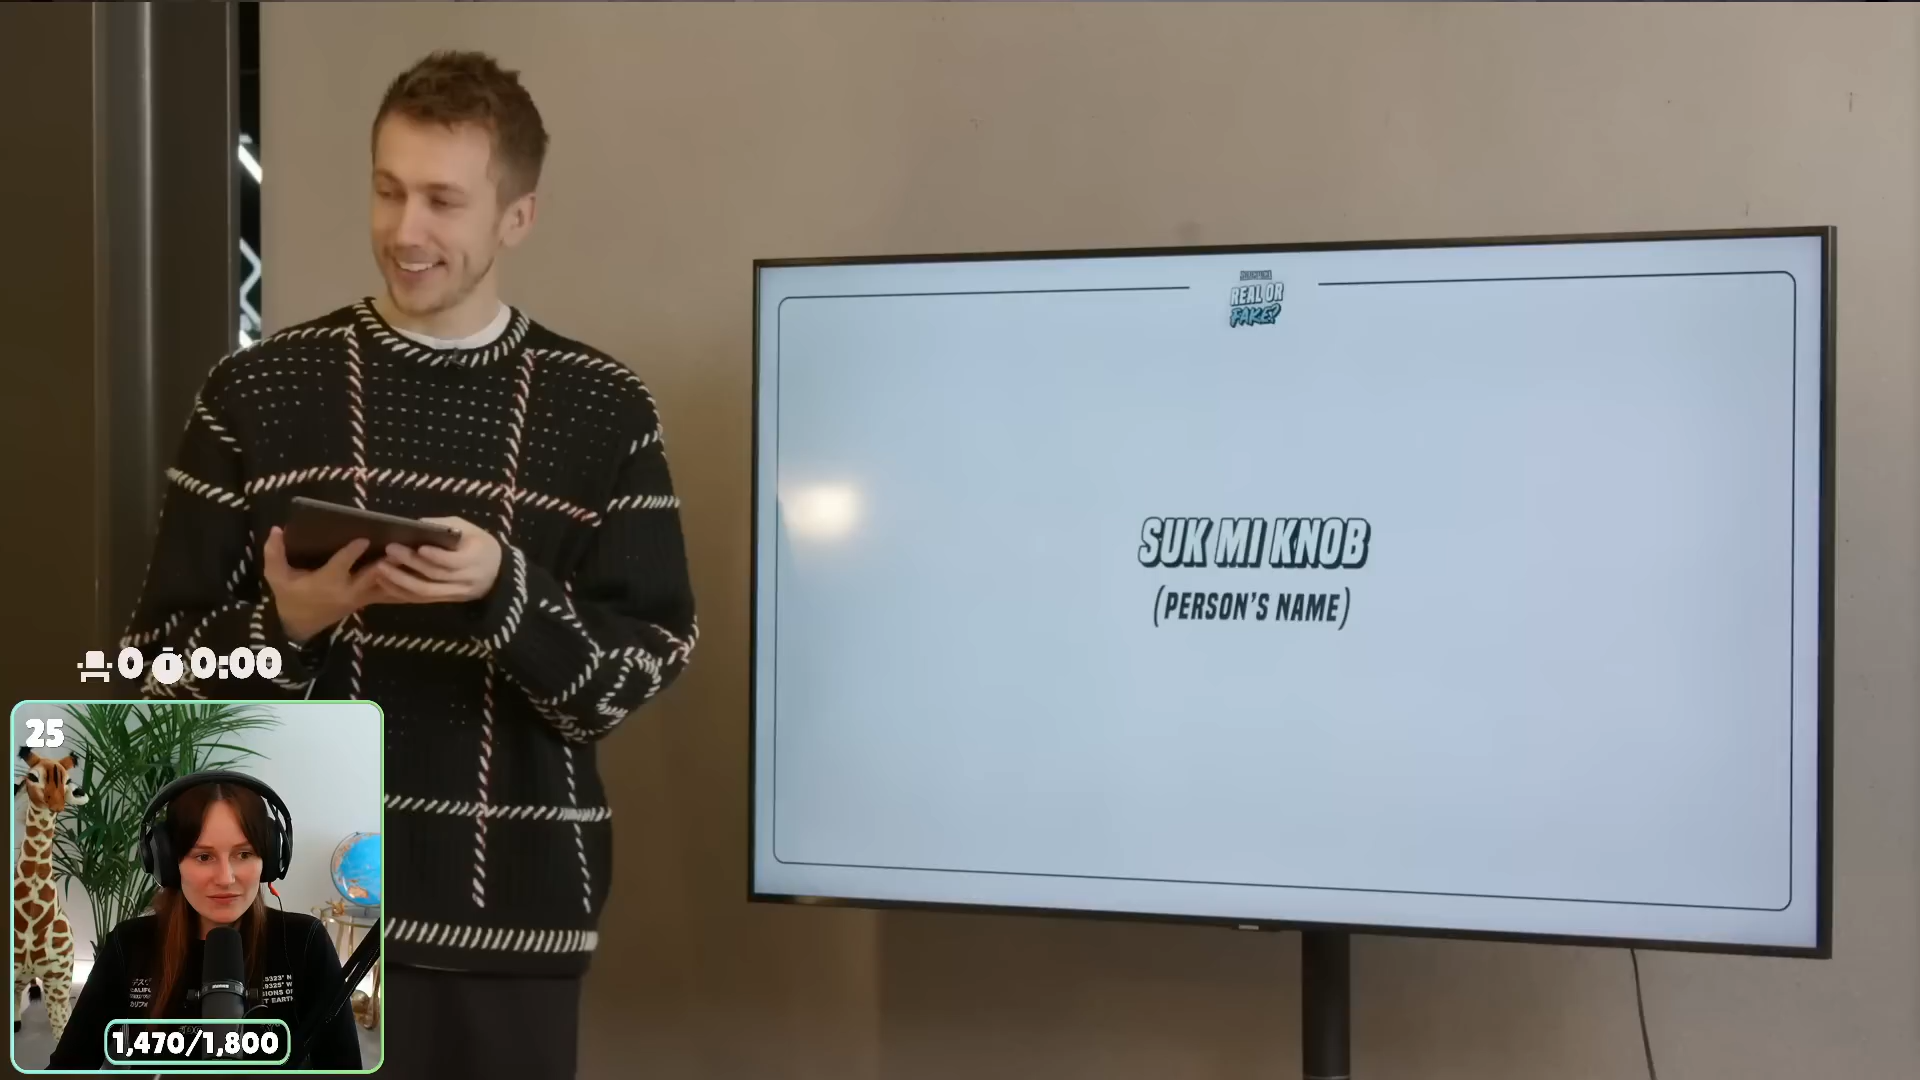 REAL OR
FAKE?
SUK MI KNOB
(PERSON'S NAME)
0 0:00
25
1,470/1,800